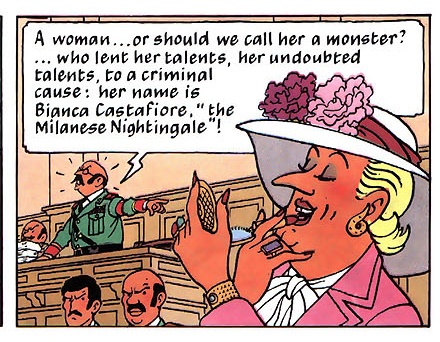 A woman...or should we call her a monster?
... who lent her talents, her undoubted
talents, to a criminal
cause: her name is
Bianca Castafiore, "the
Milanese Nightingale"!